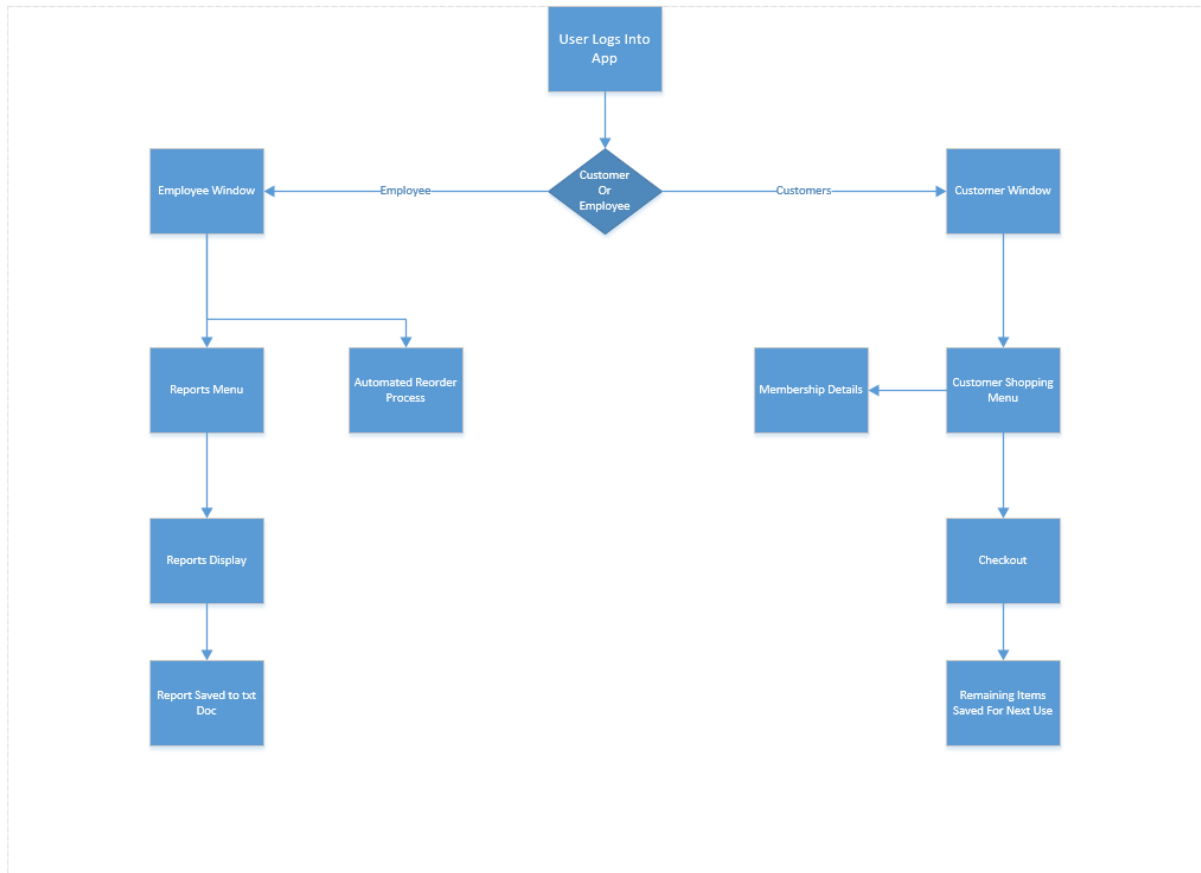 User Logs Into
App
Customer
Or
Employee
Employee Window
Employee
Customers
Customer Window
Reports Menu
Automated Reorder
Process
Membership Details
Customer Shopping
Menu
Reports Display
Checkout
Report Saved to txt
Doc
Remaining Items
Saved For Next Use